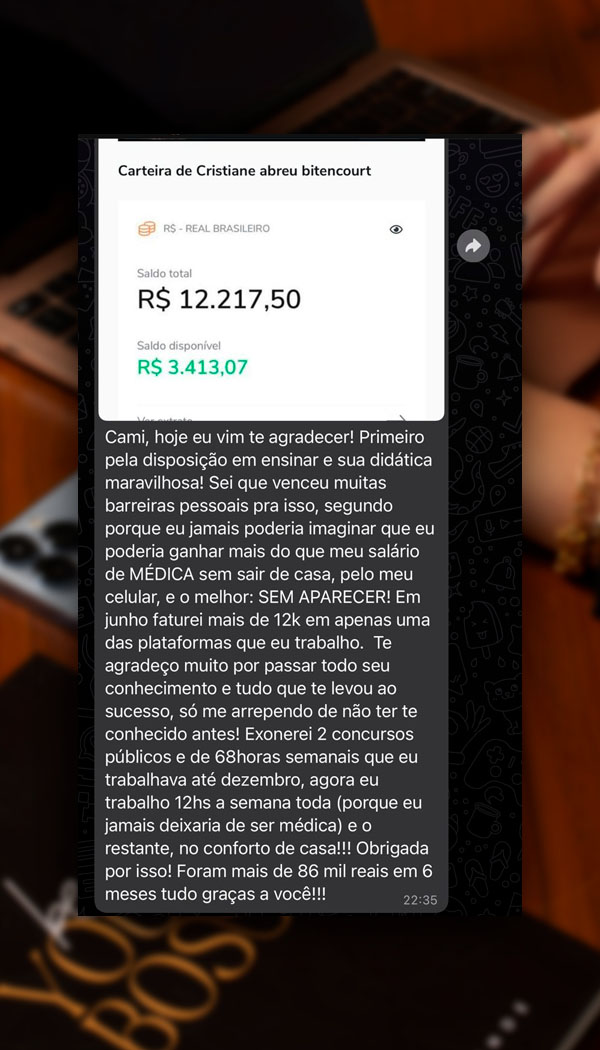 Carteira de Cristiane abreu bitencourt
R$ - REAL BRASILEIRO
Saldo total
R$ 12.217,50
Saldo disponível
R$ 3.413,07
Ver extrato
Cami, hoje eu vim te agradecer! Primeiro
pela disposição em ensinar e sua didática
maravilhosa! Sei que venceu muitas
barreiras pessoais pra isso, segundo
porque eu jamais poderia imaginar que eu
poderia ganhar mais do que meu salário
de MÉDICA sem sair de casa, pelo meu
celular, e o melhor: SEM APARECER! Em
junho faturei mais de 12k em apenas uma
das plataformas que eu trabalho.  Te
agradeço muito por passar todo seu
conhecimento e tudo que te levou ao
sucesso, só me arrependo de não ter te
conhecido antes! Exonerei 2 concursos
públicos e de 68horas semanais que eu
trabalhava até dezembro, agora eu
trabalho 12hs a semana toda (porque eu
jamais deixaria de ser médica) e o
restante, no conforto de casa!!! Obrigada
por isso! Foram mais de 86 mil reais em 6
meses tudo graças a você!!!
22:35
YOU
BOSS